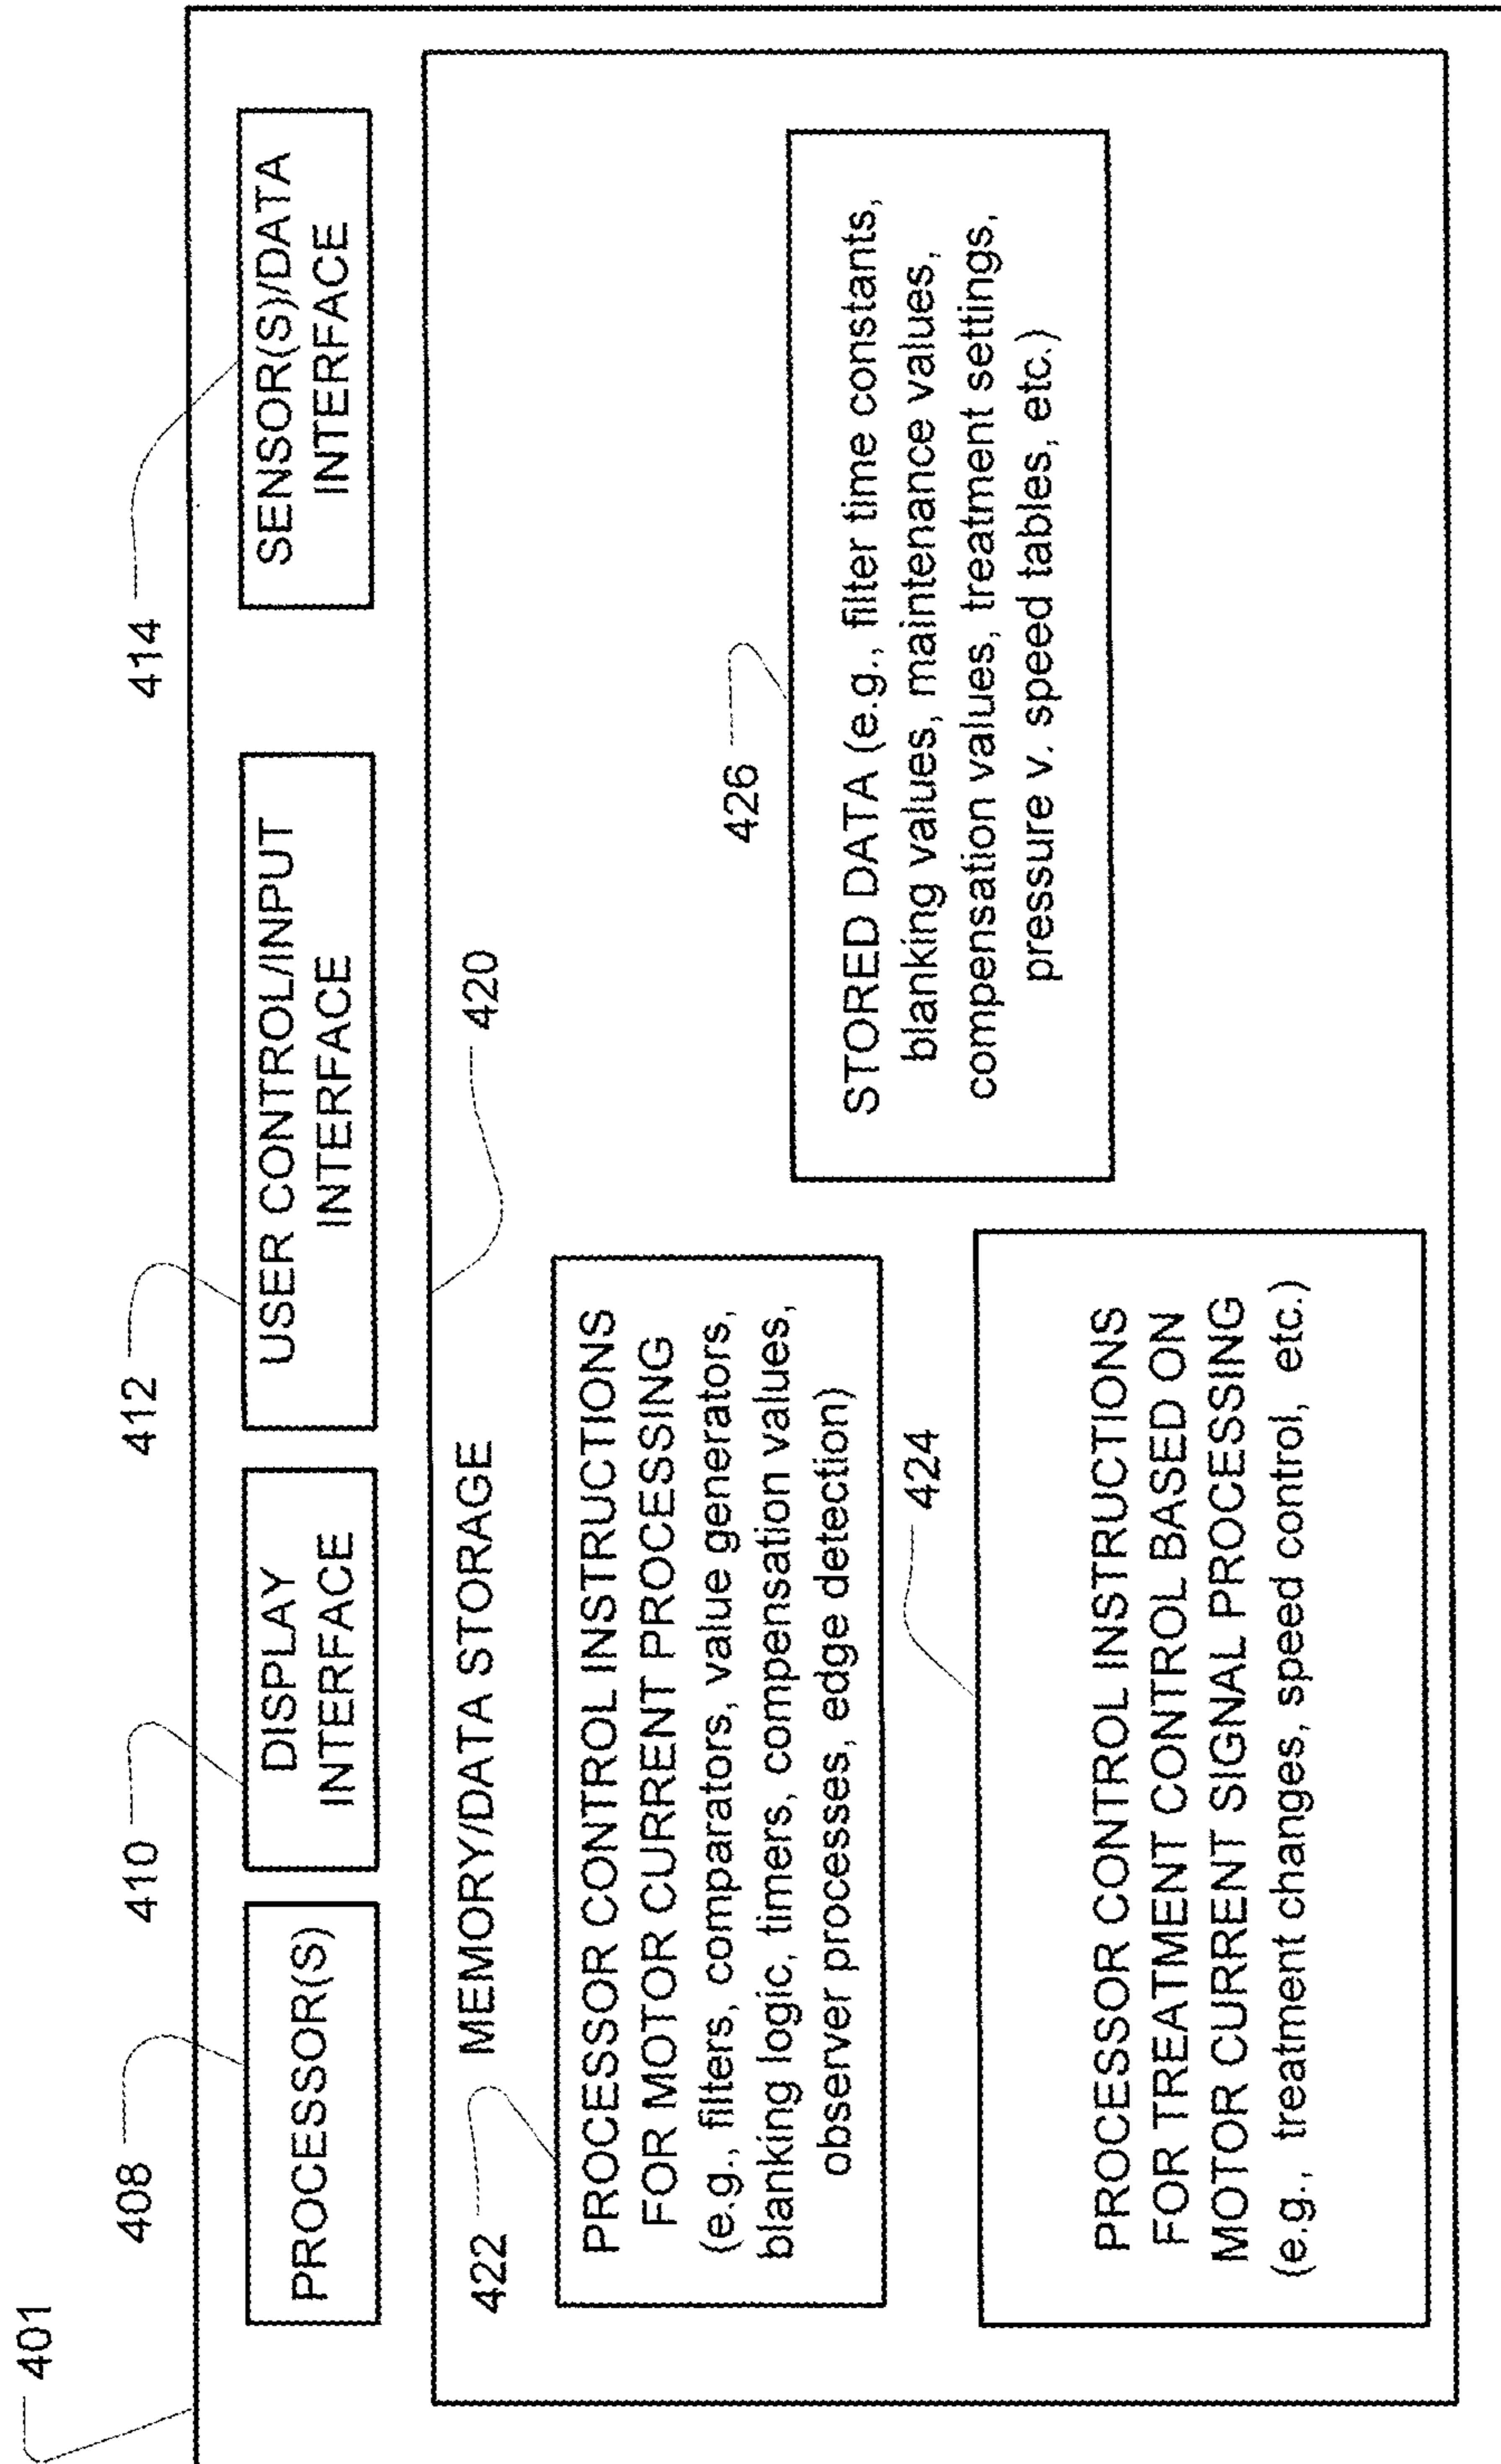 401
408
410
412
414
PROCESSOR(S)
DISPLAY
INTERFACE
USER CONTROL/INPUT
INTERFACE
SENSOR(S)/DATA
INTERFACE
420
MEMORY/DATA STORAGE
422
PROCESSOR CONTROL INSTRUCTIONS
FOR MOTOR CURRENT PROCESSING
(e.g., filters, comparators, value generators,
blanking logic, timers, compensation values,
observer processes, edge detection)
424
PROCESSOR CONTROL INSTRUCTIONS
FOR TREATMENT CONTROL BASED ON
MOTOR CURRENT SIGNAL PROCESSING
(e.g., treatment changes, speed control, etc.)
426
STORED DATA (e.g., filter time constants,
blanking values, maintenance values,
compensation values, treatment settings,
pressure v. speed tables, etc.)